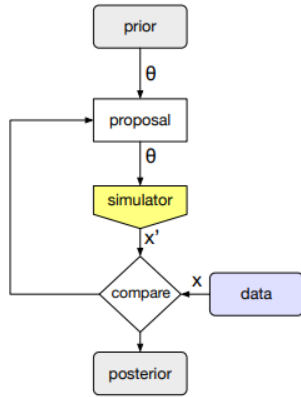 prior
θ
proposal
θ
simulator
x'
compare
x
data
posterior